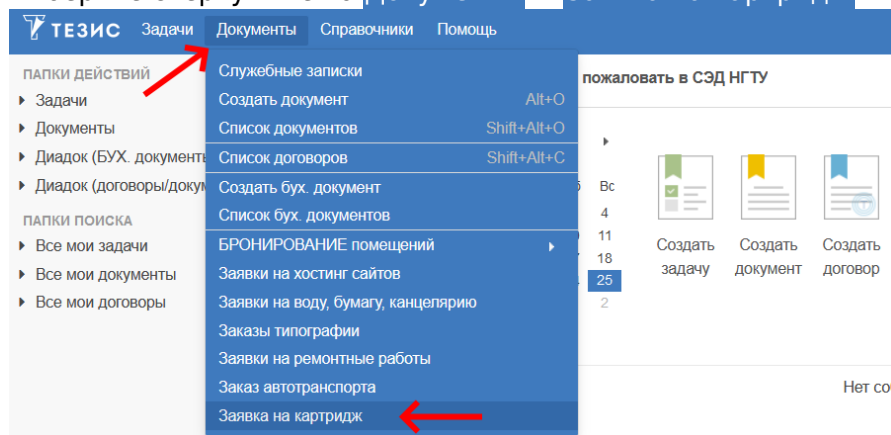 ТЕЗИС Задачи Документы Справочники Помощь
ПАПКИ ДЕЙСТВИЙ
Задачи
Документы
Диадок (БУХ. документы
Диадок (договоры/докум
ПАПКИ ПОИСКА
Все мои задачи
Все мои документы
Все мои договоры
Служебные записки
Создать документ Alt+O
Список документов Shift+Alt+O
Список договоров Shift+Alt+C
Создать бух. документ
Список бух. документов
БРОНИРОВАНИЕ помещений
Заявки на хостинг сайтов
Заявки на воду, бумагу, канцелярию
Заказы типографии
Заявки на ремонтные работы
Заказ автотранспорта
Заявка на картридж
пожаловать в СЭД НГТУ
Вс
4
11
18
25
2
Создать задачу
Создать документ
Создать договор
Нет со